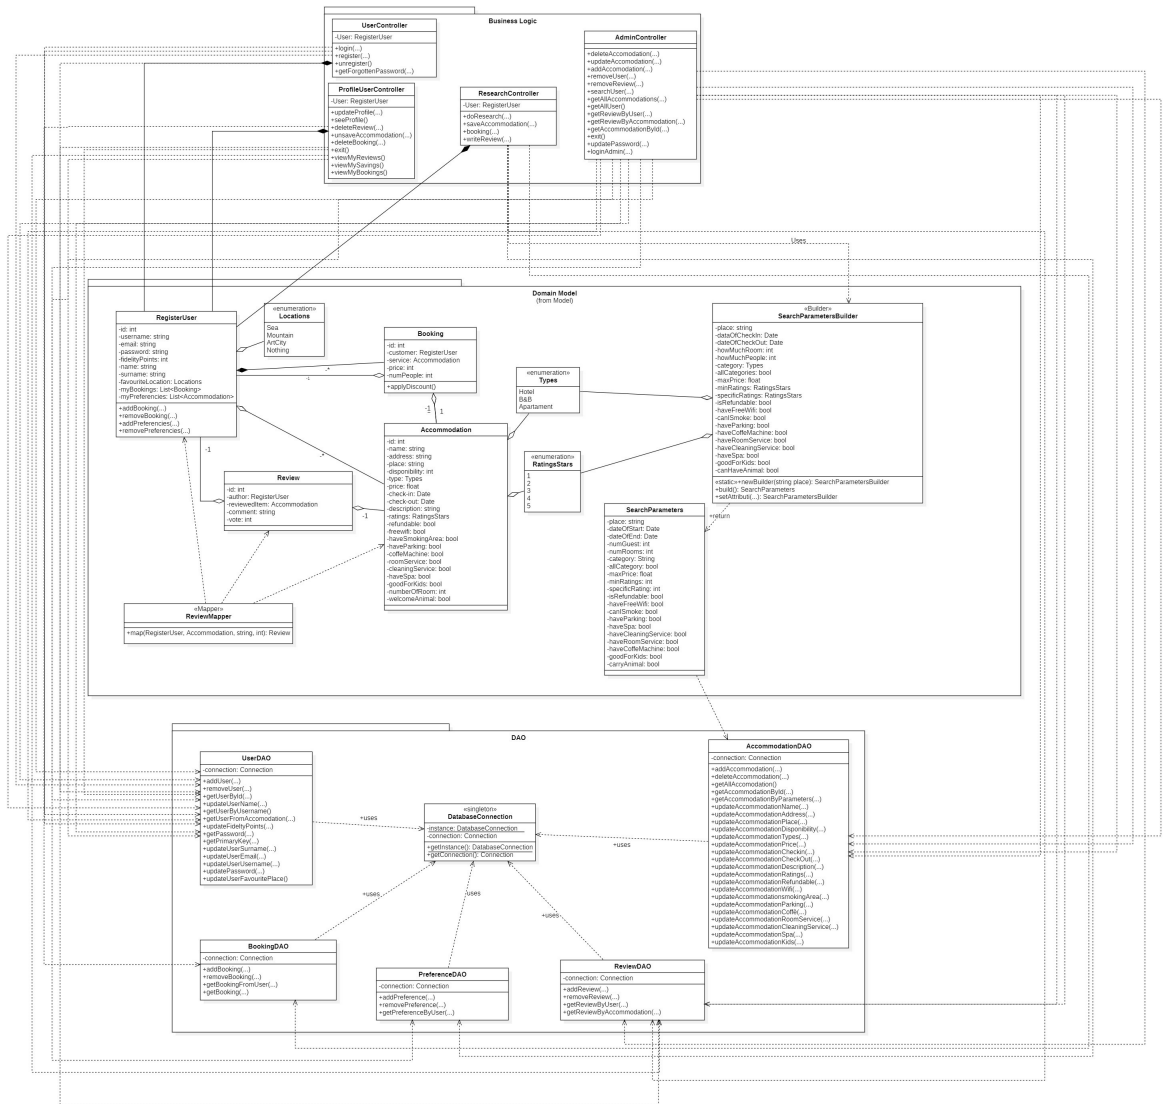 Business Logic
UserController
-User: RegisterUser
+login(...)
+register(...)
+unregister(...)
+getForgottenPassword(...)
ProfileUserController
-User: RegisterUser
+updateProfile(...)
+seeProfile()
+deleteReview(...)
+unsaveAccommodation(...)
+deleteBooking(...)
+exit()
+viewMyReviews()
+viewMySavings()
+viewMyBookings()
ResearchController
-User: RegisterUser
+doResearch(...)
+saveAccommodation(...)
+booking(...)
+writeReview(...)
AdminController
+deleteAccomodation(...)
+updateAccomodation(...)
+addAccomodation(...)
+removeUser(...)
+removeReview(...)
+searchUser(...)
+getAllAccomodations(...)
+getAllUser()
+getReviewByUser(...)
+getReviewByAccommodation(...)
+getAccommodationById(...)
+exit()
+updatePassword(...)
+loginAdmin(...)
Uses
Domain Model
(from Model)
RegisterUser
-id: int
-username: string
-email: string
-password: string
-fidelityPoints: int
-name: string
-surname: string
-favouriteLocation: Locations
-myBookings: List<Booking>
-myPreferencies: List<Accommodation>
+addBooking(...)
+removeBooking(...)
+addPreferencies(...)
+removePreferencies(...)
«enumeration»
Locations
Sea
Mountain
ArtCity
Nothing
Booking
-id: int
-customer: RegisterUser
-service: Accommodation
-price: int
-numPeople: int
+applyDiscount()
-*
-1
1
«enumeration»
Types
Hotel
B&B
Apartament
«enumeration»
RatingsStars
1
2
3
4
5
Accommodation
-id: int
-name: string
-address: string
-place: string
-disponibility: int
-type: Types
-price: float
-check-in: Date
-check-out: Date
-description: string
-ratings: RatingsStars
-refundable: bool
-freewifi: bool
-haveSmokingArea: bool
-haveParking: bool
-coffeMachine: bool
-roomService: bool
-cleaningService: bool
-haveSpa: bool
-goodForKids: bool
-numberOfRoom: int
-welcomeAnimal: bool
-*
-1
Review
-id: int
-author: RegisterUser
-reviewedItem: Accommodation
-comment: string
-vote: int
-1
«Mapper»
ReviewMapper
+map(RegisterUser, Accommodation, string, int): Review
«Builder»
SearchParametersBuilder
-place: string
-dataOfCheckIn: Date
-dateOfCheckOut: Date
-howMuchRoom: int
-howMuchPeople: int
-category: Types
-allCategories: bool
-maxPrice: float
-minRatings: RatingsStars
-specificRatings: RatingsStars
-isRefundable: bool
-haveFreeWifi: bool
-canISmoke: bool
-haveParking: bool
-haveCoffeMachine: bool
-haveRoomService: bool
-haveCleaningService: bool
-haveSpa: bool
-goodForKids: bool
-canHaveAnimal: bool
«static»+newBuilder(string place): SearchParametersBuilder
+build(): SearchParameters
+setAttributi(...): SearchParametersBuilder
+return
SearchParameters
-place: string
-dateOfStart: Date
-dateOfEnd: Date
-numGuest: int
-numRooms: int
-category: String
-allCategory: bool
-maxPrice: float
-minRatings: int
-specificRating: int
-isRefundable: bool
-haveFreeWifi: bool
-canISmoke: bool
-haveParking: bool
-haveSpa: bool
-haveCleaningService: bool
-haveRoomService: bool
-haveCoffeMachine: bool
-goodForKids: bool
-carryAnimal: bool
DAO
UserDAO
-connection: Connection
+addUser(...)
+removeUser(...)
+getUserById(...)
+updateUserName(...)
+getUserByUsername()
+getUserFromAccomodation(...)
+updateFideltyPoints(...)
+getPassword(...)
+getPrimaryKey(...)
+updateUserSurname(...)
+updateUserEmail(...)
+updateUserUsername(...)
+updatePassword(...)
+updateUserFavouritePlace()
+uses
«singleton»
DatabaseConnection
-instance: DatabaseConnection
-connection: Connection
+getInstance(): DatabaseConnection
+getConnection(): Connection
+uses
AccommodationDAO
-connection: Connection
+addAccommodation(...)
+deleteAccommodation(...)
+getAllAccomodation()
+getAccommodationById(...)
+getAccommodationByParameters(...)
+updateAccommodationName(...)
+updateAccommodationAddress(...)
+updateAccommodationPlace(...)
+updateAccommodationDisponibility(...)
+updateAccommodationTypes(...)
+updateAccommodationPrice(...)
+updateAccommodationCheckin(...)
+updateAccommodationCheckOut(...)
+updateAccommodationDescription(...)
+updateAccommodationRatings(...)
+updateAccommodationRefundable(...)
+updateAccommodationWifi(...)
+updateAccommodationsmokingArea(...)
+updateAccommodationParking(...)
+updateAccommodationCoffè(...)
+updateAccommodationRoomService(...)
+updateAccommodationCleaningService(...)
+updateAccommodationSpa(...)
+updateAccommodationKids(...)
+uses
uses
+uses
BookingDAO
-connection: Connection
+addBooking(...)
+removeBooking(...)
+getBookingFromUser(...)
+getBooking(...)
PreferenceDAO
-connection: Connection
+addPreference(...)
+removePreference(...)
+getPreferenceByUser(...)
ReviewDAO
-connection: Connection
+addReview(...)
+removeReview(...)
+getReviewByUser(...)
+getReviewByAccommodation(...)